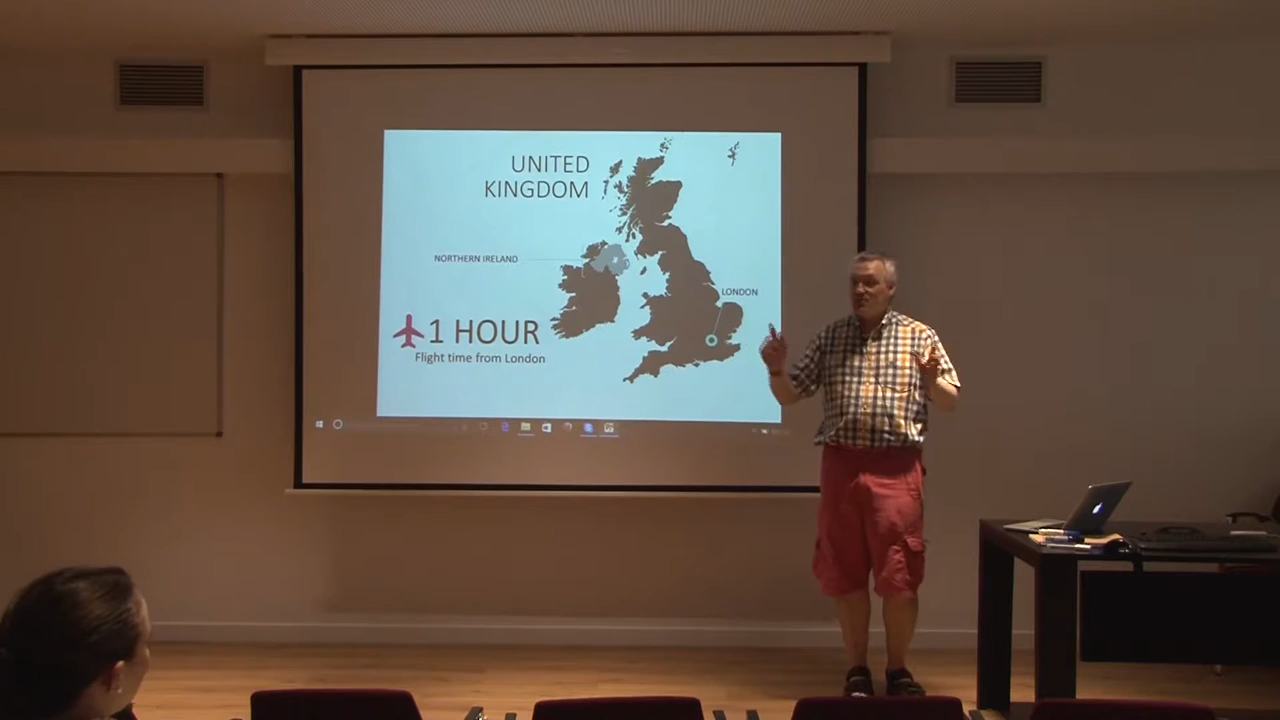 UNITED
KINGDOM
NORTHERN IRELAND
LONDON
1 HOUR
Flight time from London